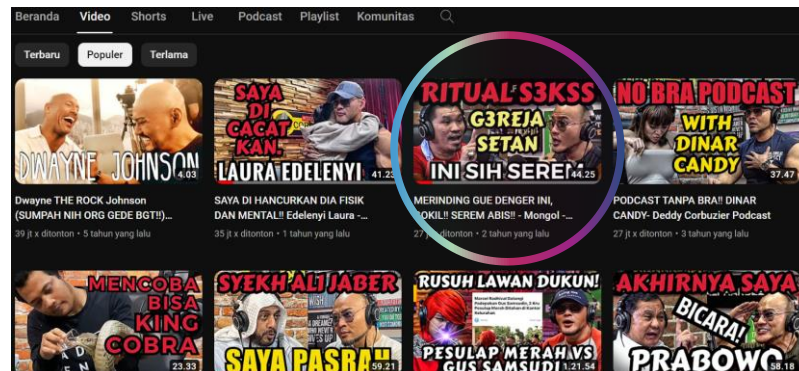 Beranda Video Shorts Live Podcast Playlist Komunitas
Terbaru Populer Terlama
DWAYNE JOHNSON
4.03
SAYA
DI
CACAT
KAN.
LAURA EDELENYI
41.23
RITUAL S3KSS
G3REJA
SETAN
INI SIH SEREM
44.25
NO BRA PODCAST
WITH
DINAR
CANDY
37.47
Dwayne THE ROCK Johnson
(SUMPAH NIH ORG GEDE BGT!!)...
39 jt x ditonton • 5 tahun yang lalu
SAYA DI HANCURKAN DIA FISIK
DAN MENTAL!! Edelenyi Laura -...
35 jt x ditonton • 1 tahun yang lalu
MERINDING GUE DENGER INI,
GOKIL!! SEREM ABIS!! - Mongol -...
27 jt x ditonton • 2 tahun yang lalu
PODCAST TANPA BRA!! DINAR
CANDY- Deddy Corbuzier Podcast
27 jt x ditonton • 3 tahun yang lalu
MENCOBA
BISA
KING
COBRA
23.33
SYEKH ALI JABER
SAYA PASRAH
59.21
RUSUH LAWAN DUKUN!
PESULAP MERAH VS
GUS SAMSUDI
1.21.54
AKHIRNYA SAYA
BICARA!
PRABOWO
58.18